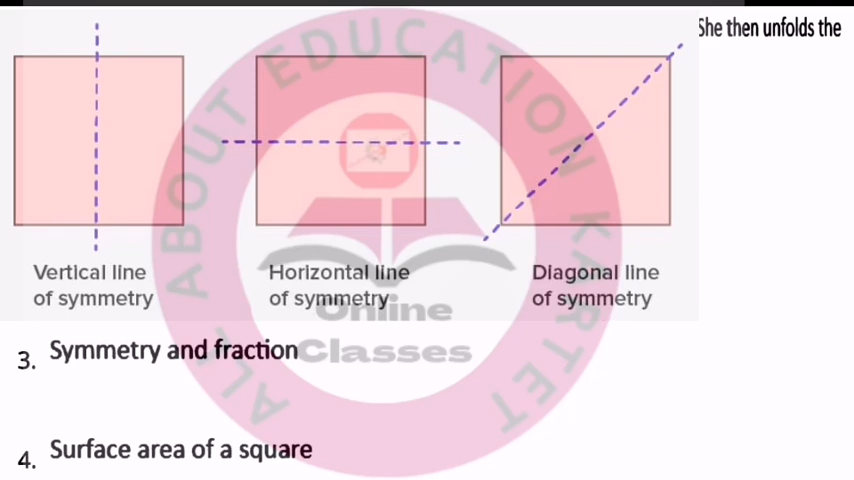 She then unfolds the
Vertical line
of symmetry
Horizontal line
of symmetry
Diagonal line
of symmetry
3. Symmetry and fraction
4. Surface area of a square
ALL ABOUT EDUCATION KARTET
Online
Classes